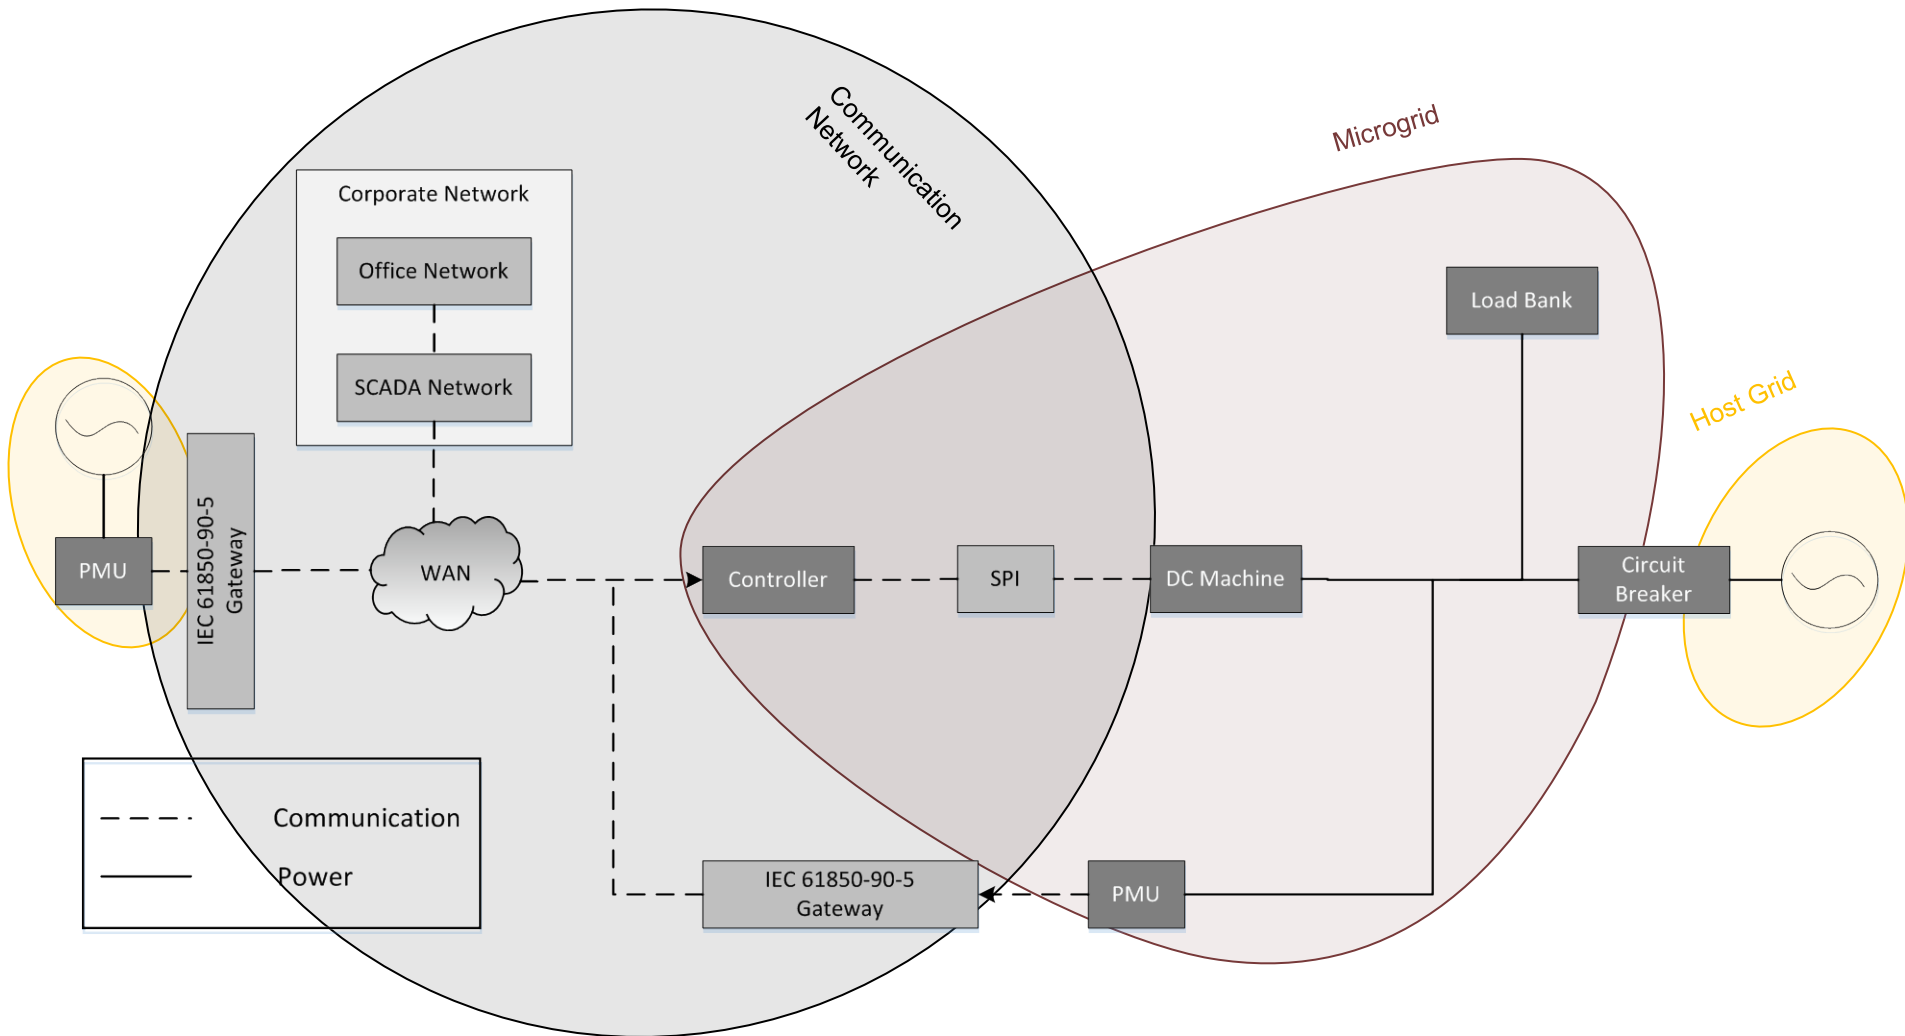 Communication
Network
Microgrid
Corporate Network
Office Network
SCADA Network
Load Bank
Host Grid
PMU
IEC 61850-90-5
Gateway
WAN
Controller
SPI
DC Machine
Circuit
Breaker
Communication
Power
IEC 61850-90-5
Gateway
PMU